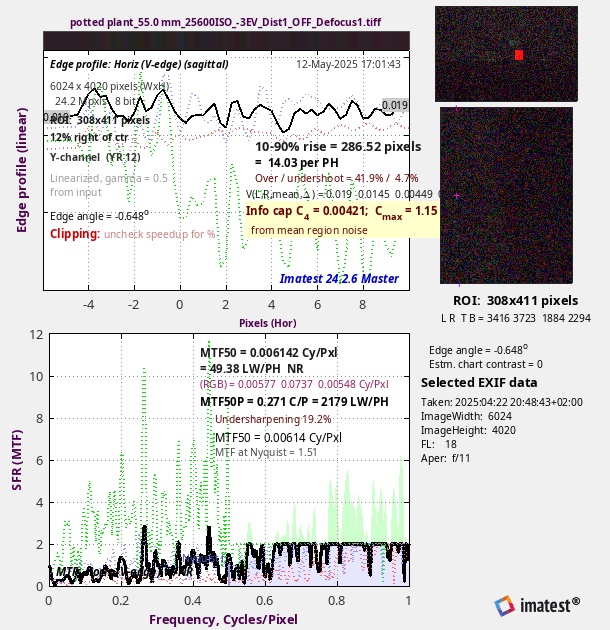 potted plant_55.0 mm_25600ISO_-3EV_Dist1_OFF_Defocus1.tiff
Edge profile: Horiz (V-edge) (sagittal)
12-May-2025 17:01:43
6024 x 4020 pixels (WxH)
24.2 Mpxls 8 bit
0.019
0.019
ROI: 308x411 pixels
12% right of ctr
10-90% rise = 286.52 pixels
= 14.03 per PH
Y-channel (YR 12)
Over / undershoot = 41.9% / 4.7%
Linearized, gamma = 0.5
from input
V(L,R,mean,Δ) = 0.019 0.0145 0.00449 0
Info cap C4 = 0.00421; Cmax = 1.15
from mean region noise
Edge angle = -0.648°
Clipping: uncheck speedup for %
Imatest 24.2.6 Master
Edge profile (linear)
-4 -2 0 2 4 6 8
Pixels (Hor)
ROI: 308x411 pixels
L R T B = 3416 3723 1884 2294
Edge angle = -0.648°
Estm. chart contrast = 0
Selected EXIF data
Taken: 2025:04:22 20:48:43+02:00
ImageWidth: 6024
ImageHeight: 4020
FL: 18
Aper: f/11
MTF50 = 0.006142 Cy/Pxl
= 49.38 LW/PH NR
(RGB) = 0.00577 0.0737 0.00548 Cy/Pxl
MTF50P = 0.271 C/P = 2179 LW/PH
Undersharpening 19.2%
MTF50 = 0.00614 Cy/Pxl
MTF at Nyquist = 1.51
SFR (MTF)
12
10
8
6
4
2
0
0 0.2 0.4 0.6 0.8 1
Frequency, Cycles/Pixel
imatest®